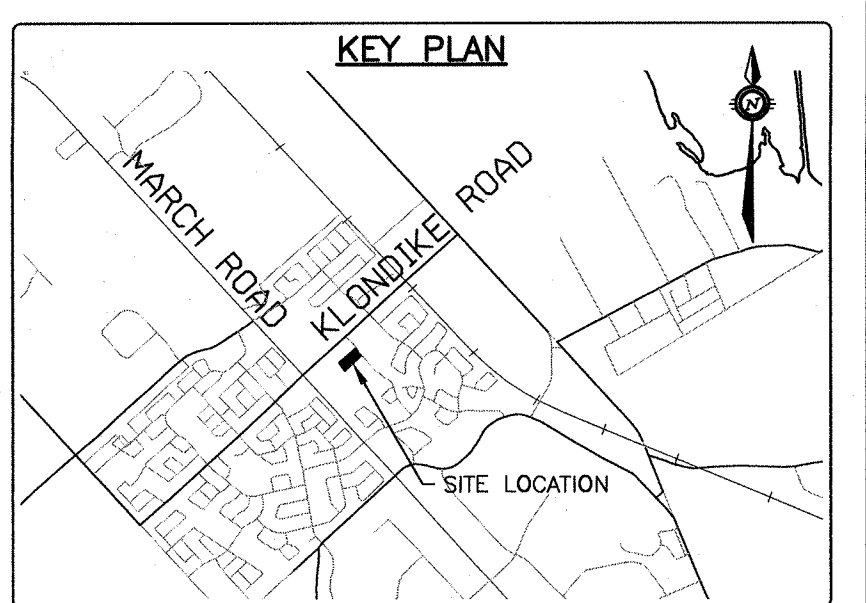 KEY PLAN
N
MARCH ROAD
KLONDIKE ROAD
SITE LOCATION